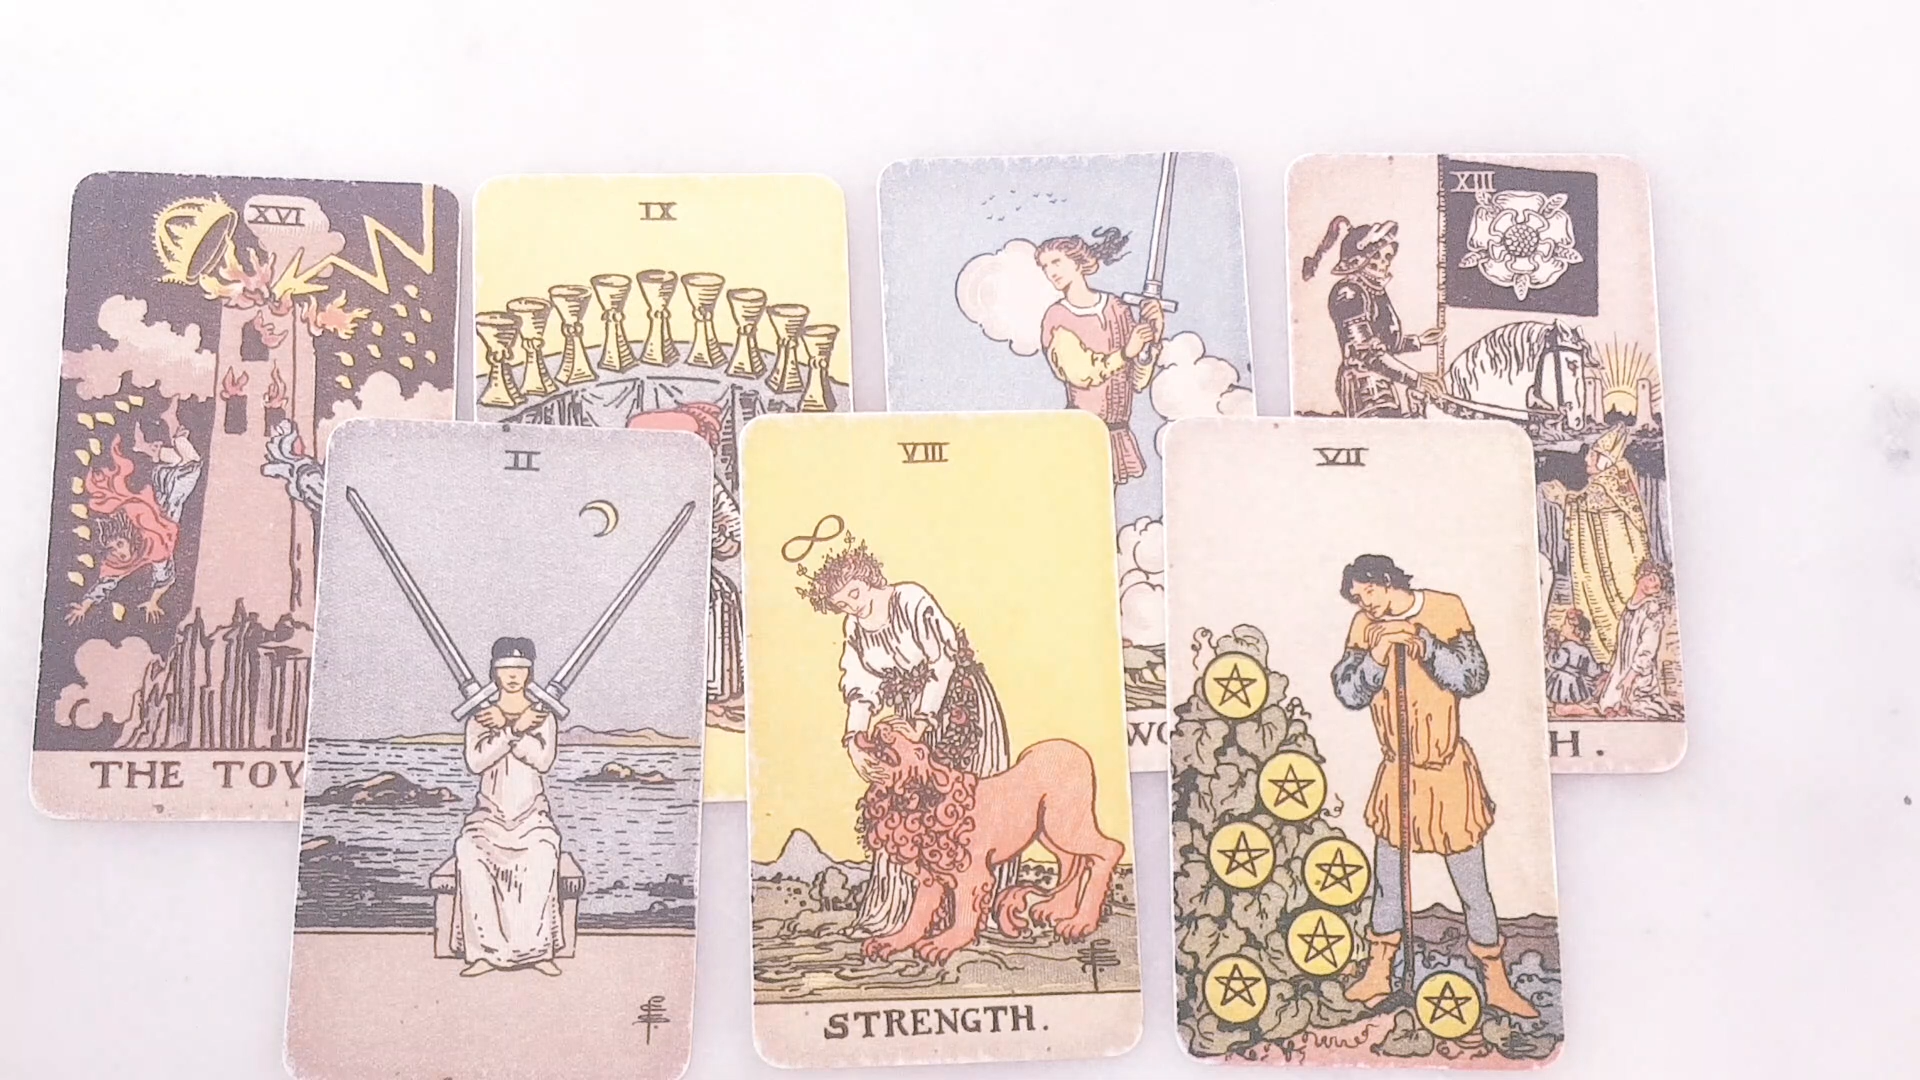 XVI
IX
XIII
THE TOW
WO
H.
II
VIII
VII
STRENGTH.